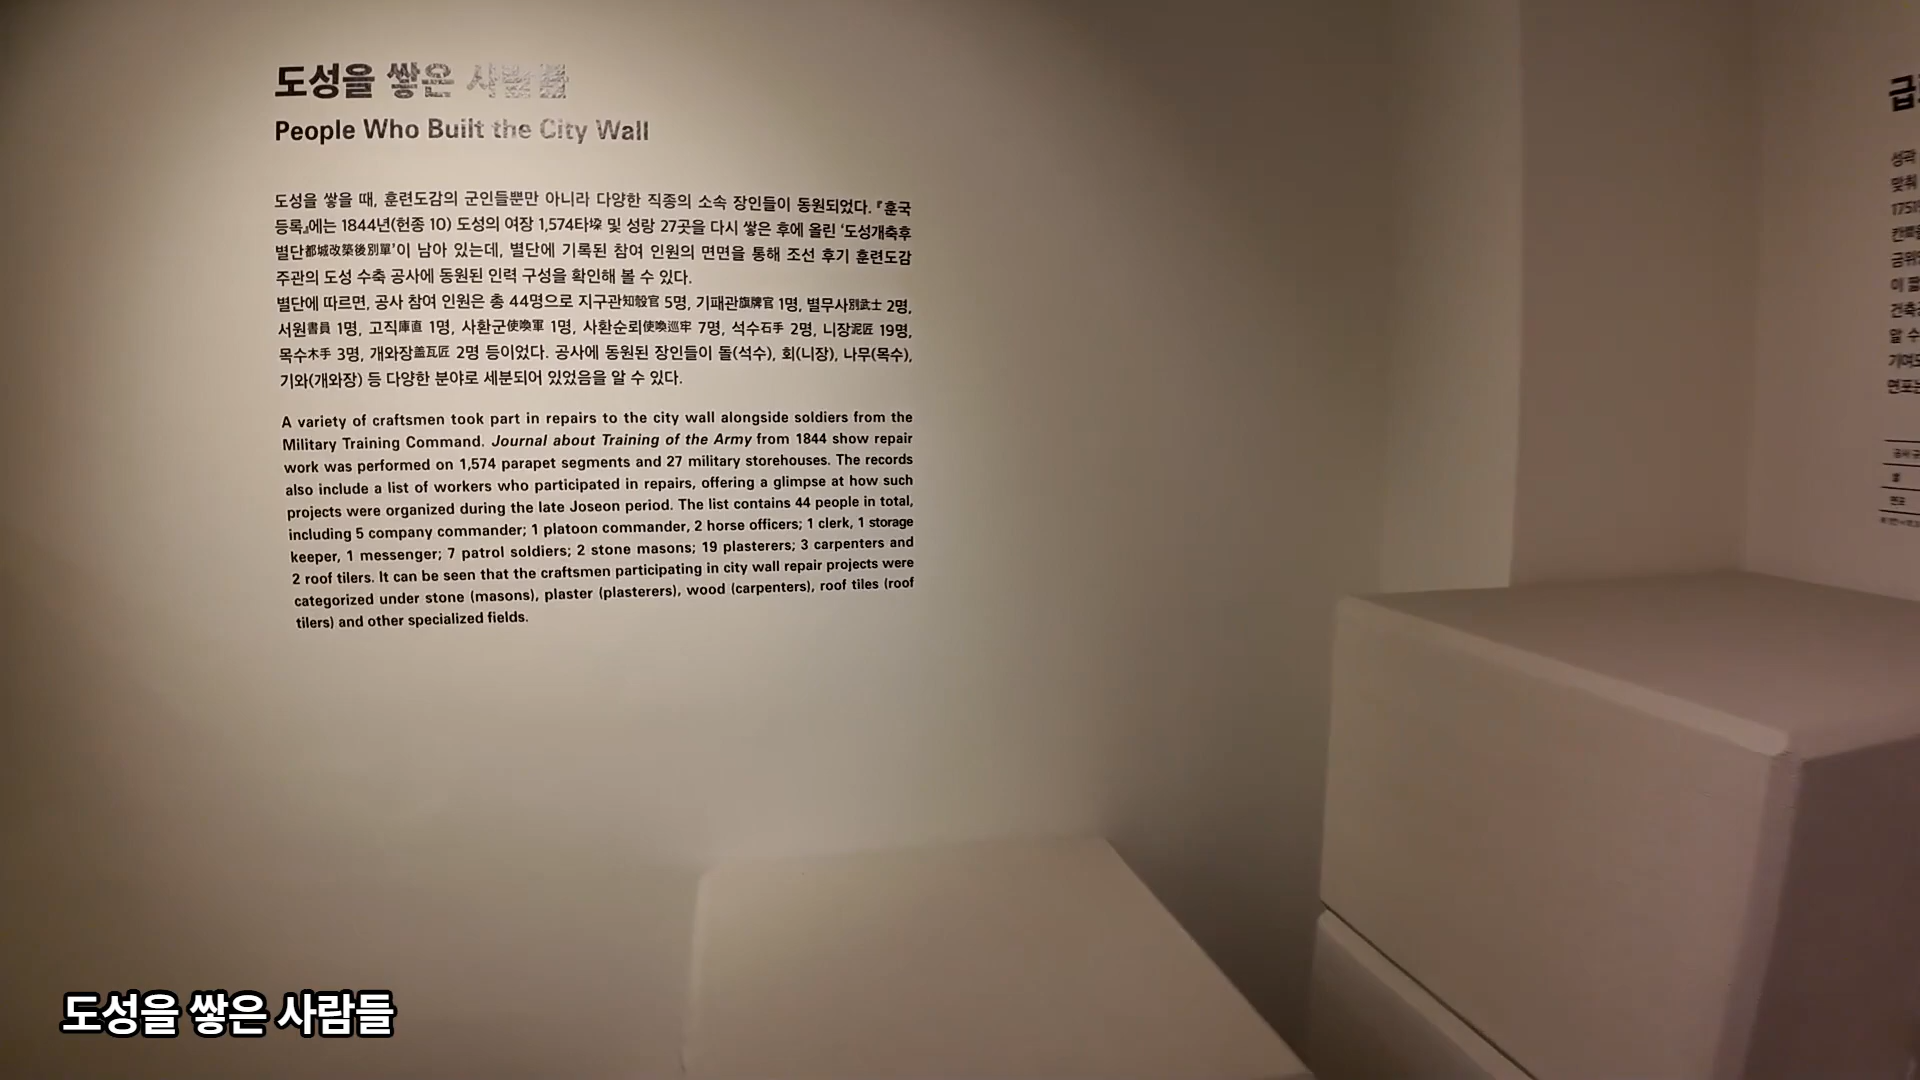 도성을 쌓은 사람들
People Who Built the City Wall
도성을 쌓을 때, 훈련도감의 군인들뿐만 아니라 다양한 직종의 소속 장인들이 동원되었다. 『훈국
등록』에는 1844년(헌종 10) 도성의 여장 1,574타垜 및 성랑 27곳을 다시 쌓은 후에 올린 ‘도성개축후
별단都城改築後別單’이 남아 있는데, 별단에 기록된 참여 인원의 면면을 통해 조선 후기 훈련도감
주관의 도성 수축 공사에 동원된 인력 구성을 확인해 볼 수 있다.
별단에 따르면, 공사 참여 인원은 총 44명으로 지구관知彀官 5명, 기패관旗牌官 1명, 별무사別武士 2명,
서원書員 1명, 고직庫直 1명, 사환군使喚軍 1명, 사환순뢰使喚巡牢 7명, 석수石手 2명, 니장泥匠 19명,
목수木手 3명, 개와장盖瓦匠 2명 등이었다. 공사에 동원된 장인들이 돌(석수), 회(니장), 나무(목수),
기와(개와장) 등 다양한 분야로 세분되어 있었음을 알 수 있다.
A variety of craftsmen took part in repairs to the city wall alongside soldiers from the
Military Training Command. Journal about Training of the Army from 1844 show repair
work was performed on 1,574 parapet segments and 27 military storehouses. The records
also include a list of workers who participated in repairs, offering a glimpse at how such
projects were organized during the late Joseon period. The list contains 44 people in total,
including 5 company commander; 1 platoon commander, 2 horse officers; 1 clerk, 1 storage
keeper, 1 messenger; 7 patrol soldiers; 2 stone masons; 19 plasterers; 3 carpenters and
2 roof tilers. It can be seen that the craftsmen participating in city wall repair projects were
categorized under stone (masons), plaster (plasterers), wood (carpenters), roof tiles (roof
tilers) and other specialized fields.
급
성곽
맞춰
1751
금위
이
건축
알 수
기여
면포
도성을 쌓은 사람들